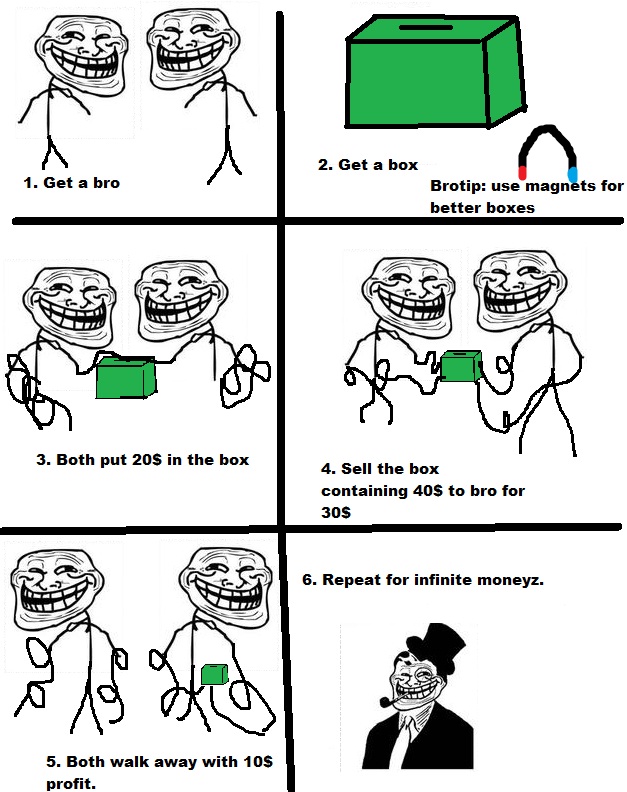 1. Get a bro
2. Get a box
Brotip: use magnets for
better boxes
3. Both put 20$ in the box
4. Sell the box
containing 40$ to bro for
30$
5. Both walk away with 10$
profit.
6. Repeat for infinite moneyz.